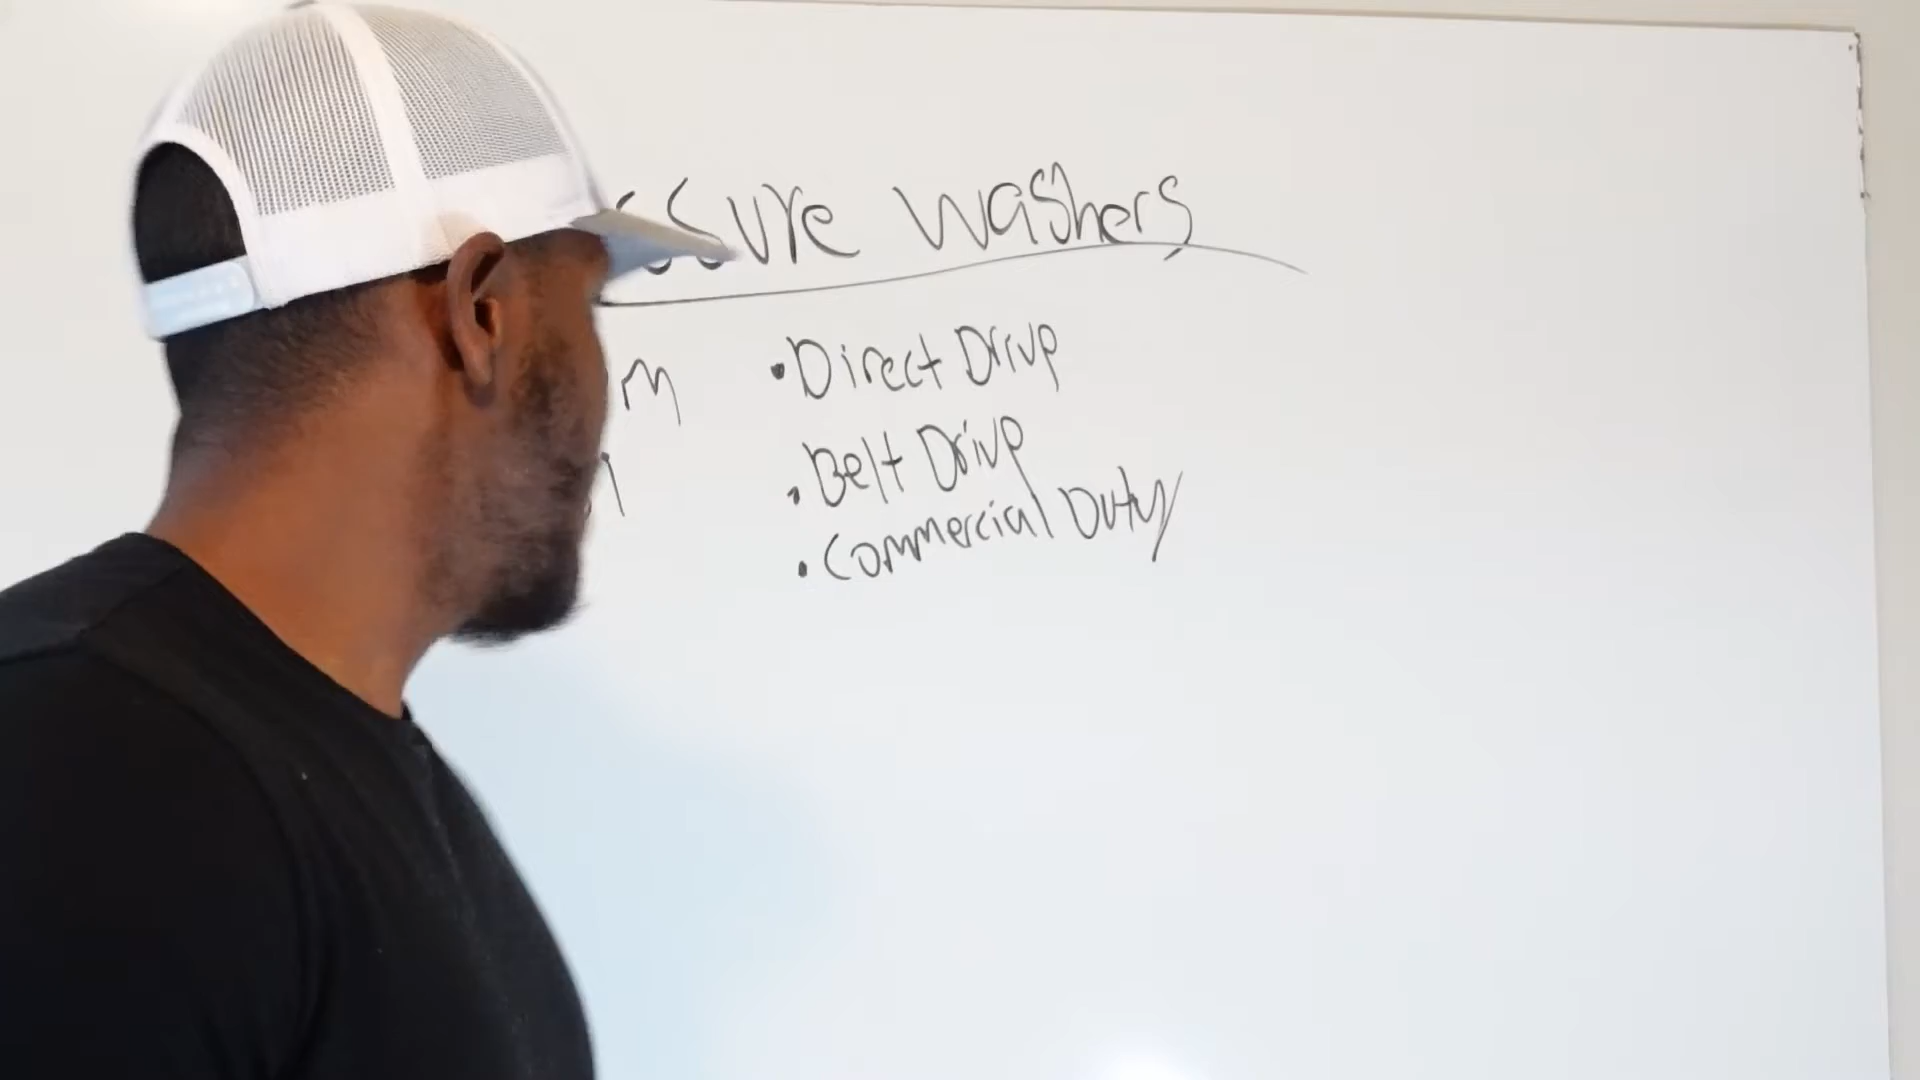 ssure washers
m
• Direct Drive
• Belt Drive
• Commercial Duty